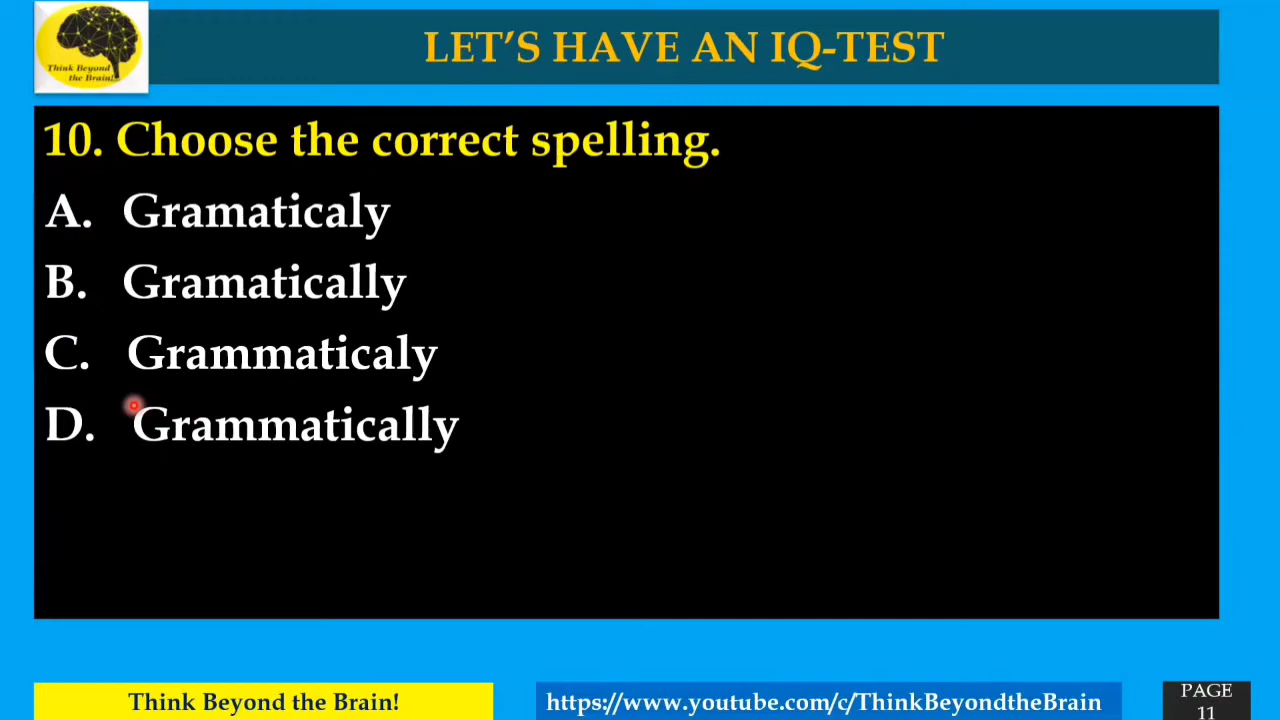 Think Beyond
the Brain!
LET'S HAVE AN IQ-TEST
10. Choose the correct spelling.
A. Gramaticaly
B. Gramatically
C. Grammaticaly
D. Grammatically
Think Beyond the Brain!
https://www.youtube.com/c/ThinkBeyondtheBrain
PAGE
11